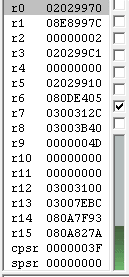 r0 02029970
r1 08E8997C
r2 00000002
r3 020299C1
r4 00000000
r5 02029910
r6 080DE405
r7 0300312C
r8 03003B40
r9 0000004D
r10 00000000
r11 00000000
r12 03003100
r13 03007EBC
r14 080A7F93
r15 080A827A
cpsr 0000003F
spsr 00000000